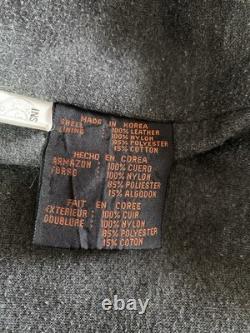 MADE IN KOREA
SHELL : 100% LEATHER
LINING : 100% NYLON
85% POLYESTER
15% COTTON
HECHO EN COREA
ARMAZON : 100% CUERO
FORRO : 100% NYLON
85% POLYESTER
15% ALGODON
FAIT EN COREE
EXTERIEUR : 100% CUIR
DOUBLURE : 100% NYLON
85% POLYESTER
15% COTON